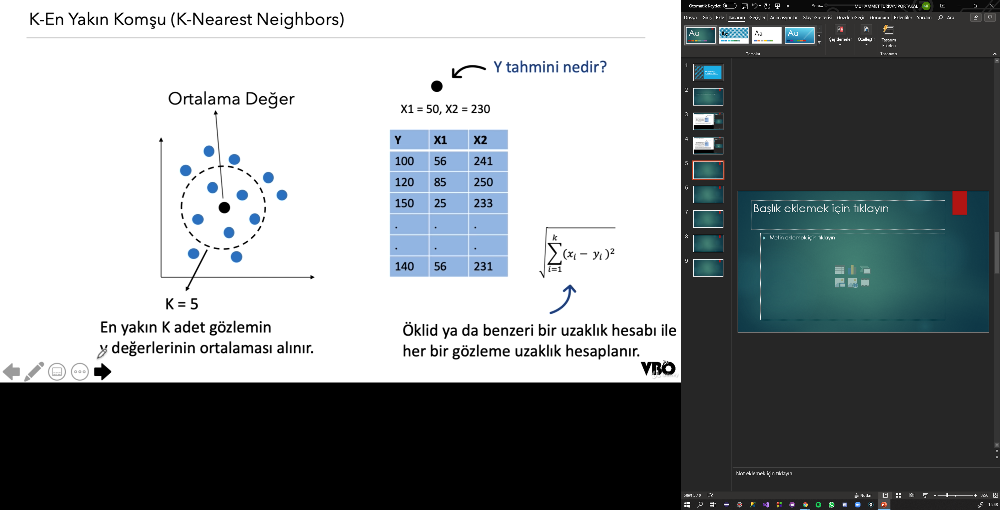 K-En Yakın Komşu (K-Nearest Neighbors)
Y tahmini nedir?
Ortalama Değer
X1 = 50, X2 = 230
Y X1 X2
100 56 241
120 85 250
150 25 233
. . .
. . .
140 56 231
k
√∑(xᵢ − yᵢ)²
i=1
K = 5
En yakın K adet gözlemin
y değerlerinin ortalaması alınır.
Öklid ya da benzeri bir uzaklık hesabı ile
her bir gözleme uzaklık hesaplanır.
VBO
udemy
Otomatik Kaydet
Yeni...
MUHAMMET FURKAN PORTAKAL
MF
Dosya Giriş Ekle Tasarım Geçişler Animasyonlar Slayt Gösterisi Gözden Geçir Görünüm Eklentiler Yardım Ara
Aa Aa Aa Aa
Çeşitlemeler
Özelleştir
Tasarım
Fikirleri
Temalar
Tasarımcı
1
2
3
4
5
6
7
8
9
Başlık eklemek için tıklayın
Metin eklemek için tıklayın
Not eklemek için tıklayın
Slayt 5 / 9
Notlar
%56
15:48